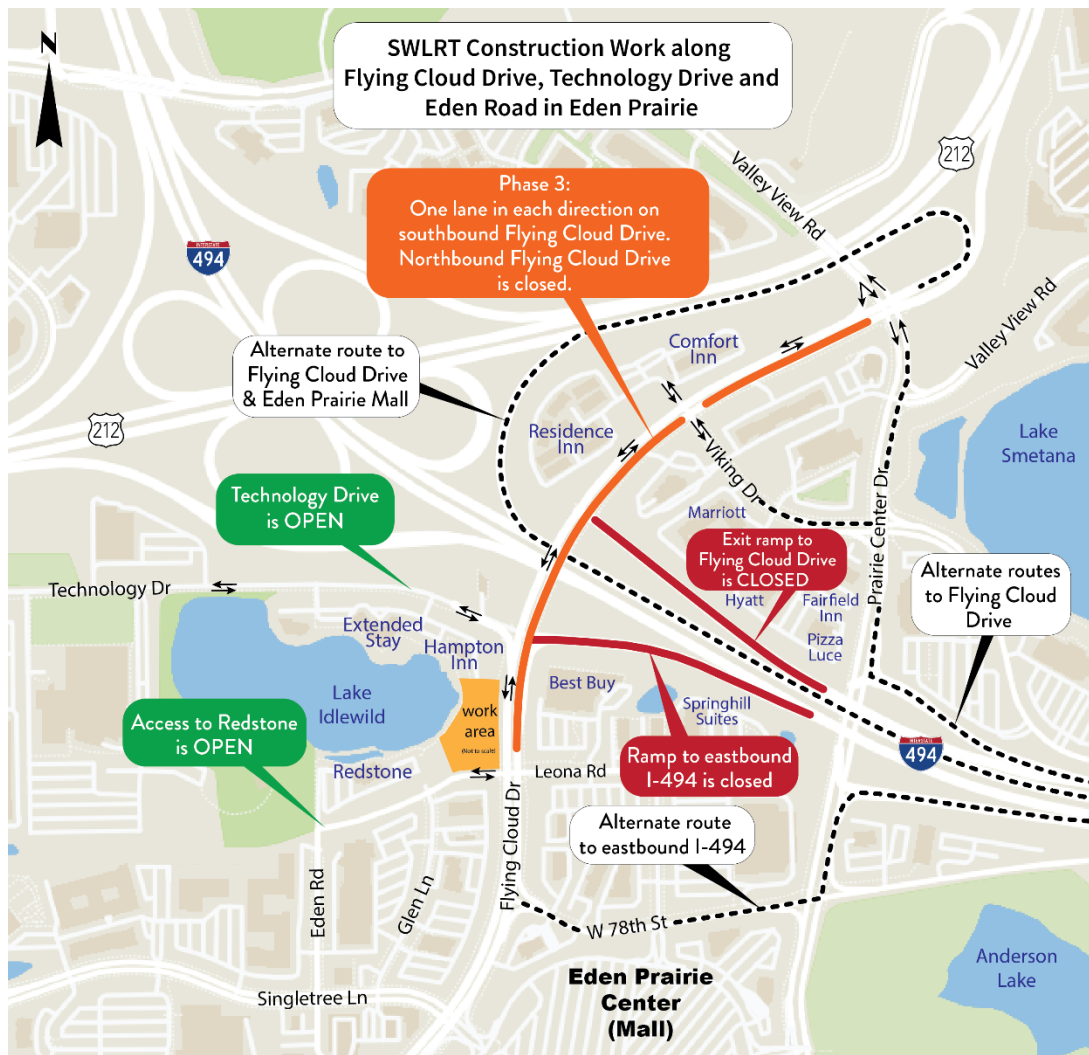 N
SWLRT Construction Work along
Flying Cloud Drive, Technology Drive and
Eden Road in Eden Prairie
212
Valley View Rd
Phase 3:
One lane in each direction on
southbound Flying Cloud Drive.
Northbound Flying Cloud Drive
is closed.
INTERSTATE
494
Valley View Rd
Alternate route to
Flying Cloud Drive
& Eden Prairie Mall
Comfort
Inn
212
Residence
Inn
Lake
Smetana
Viking Dr
Technology Drive
is OPEN
Marriott
Prairie Center Dr
Exit ramp to
Flying Cloud Drive
is CLOSED
Technology Dr
Hyatt
Fairfield
Inn
Alternate routes
to Flying Cloud
Drive
Extended
Stay
Hampton
Inn
Pizza
Luce
Best Buy
Lake
Idlewild
work
area
(Not to scale)
Springhill
Suites
Access to Redstone
is OPEN
INTERSTATE
494
Redstone
Leona Rd
Ramp to eastbound
I-494 is closed
Flying Cloud Dr
Alternate route
to eastbound I-494
Eden Rd
Glen Ln
W 78th St
Eden Prairie
Center
(Mall)
Anderson
Lake
Singletree Ln